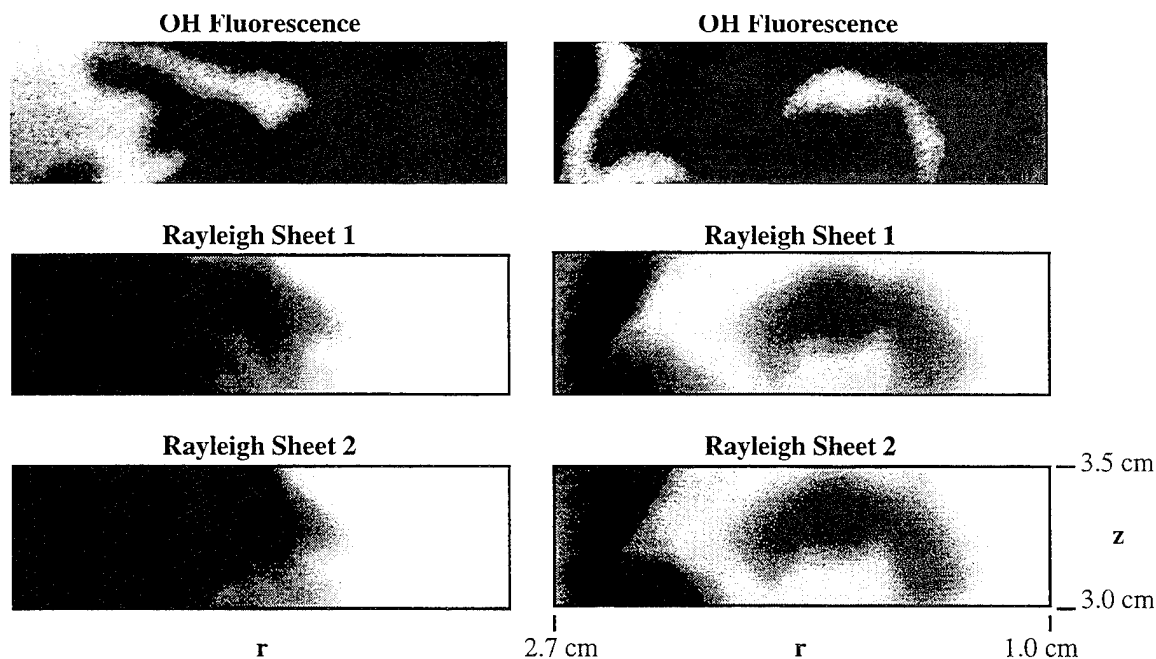 OH Fluorescence OH Fluorescence
Rayleigh Sheet 1 Rayleigh Sheet 1
Rayleigh Sheet 2 Rayleigh Sheet 2
3.5 cm
z
3.0 cm
r 2.7 cm r 1.0 cm